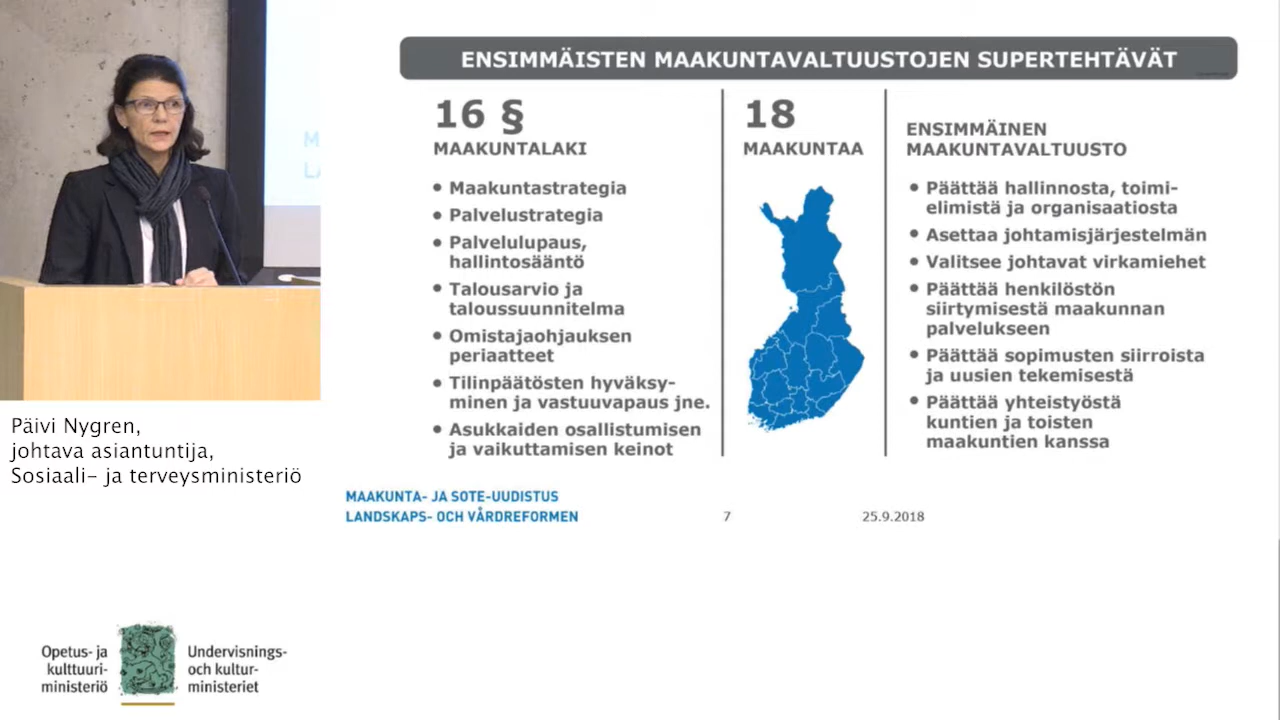 ENSIMMÄISTEN MAAKUNTAVALTUUSTOJEN SUPERTEHTÄVÄT
16 §
MAAKUNTALAKI
• Maakuntastrategia
• Palvelustrategia
• Palvelulupaus,
hallintosääntö
• Talousarvio ja
taloussuunnitelma
• Omistajaohjauksen
periaatteet
• Tilinpäätösten hyväksy-
minen ja vastuuvapaus jne.
• Asukkaiden osallistumisen
ja vaikuttamisen keinot
18
MAAKUNTAA
ENSIMMÄINEN
MAAKUNTAVALTUUSTO
• Päättää hallinnosta, toimi-
elimistä ja organisaatiosta
• Asettaa johtamisjärjestelmän
• Valitsee johtavat virkamiehet
• Päättää henkilöstön
siirtymisestä maakunnan
palvelukseen
• Päättää sopimusten siirroista
ja uusien tekemisestä
• Päättää yhteistyöstä
kuntien ja toisten
maakuntien kanssa
MAAKUNTA- JA SOTE-UUDISTUS
LANDSKAPS- OCH VÅRDREFORMEN
7
25.9.2018
Päivi Nygren,
johtava asiantuntija,
Sosiaali- ja terveysministeriö
Opetus- ja
kulttuuri-
ministeriö
Undervisnings-
och kultur-
ministeriet